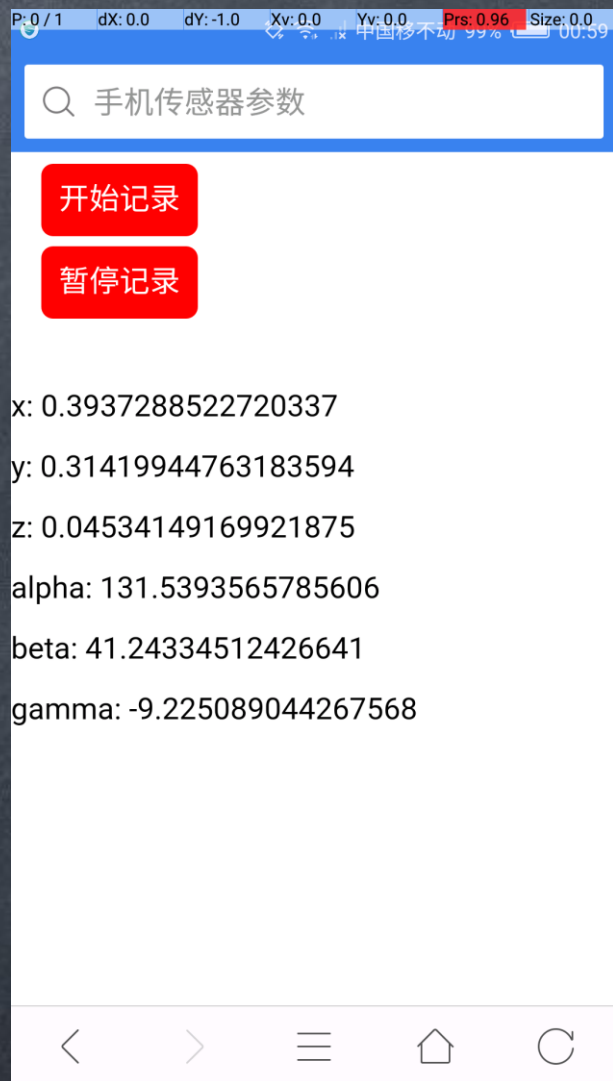 P: 0 / 1 dX: 0.0 dY: -1.0 Xv: 0.0 Yv: 0.0 Prs: 0.96 Size: 0.0
中国移不动 99% 00:59
手机传感器参数
开始记录
暂停记录
x: 0.3937288522720337
y: 0.31419944763183594
z: 0.04534149169921875
alpha: 131.5393565785606
beta: 41.24334512426641
gamma: -9.225089044267568